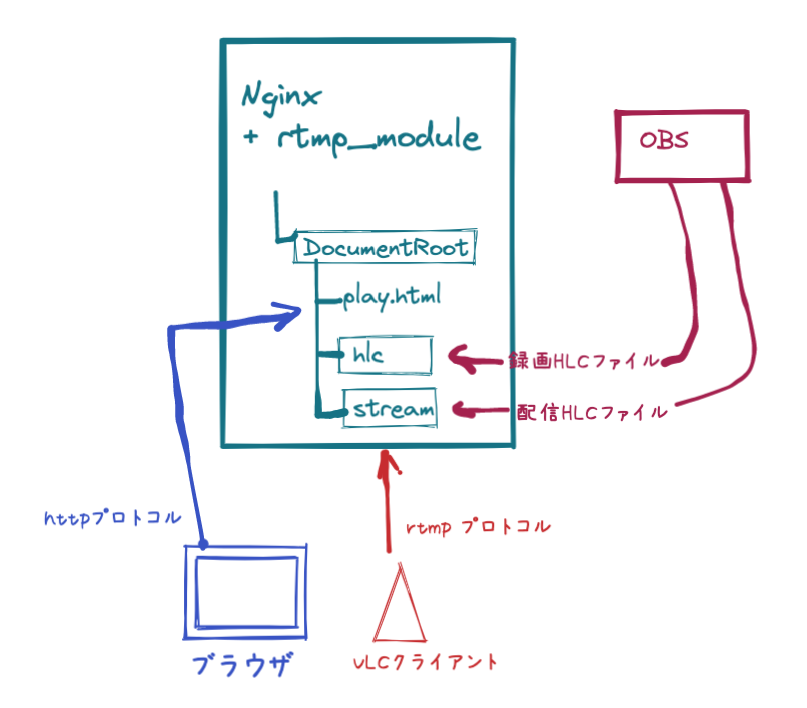 Nginx
+ rtmp_module
OBS
DocumentRoot
play.html
hlc
録画HLCファイル
stream
配信HLCファイル
httpプロトコル
rtmp プロトコル
ブラウザ
VLCクライアント